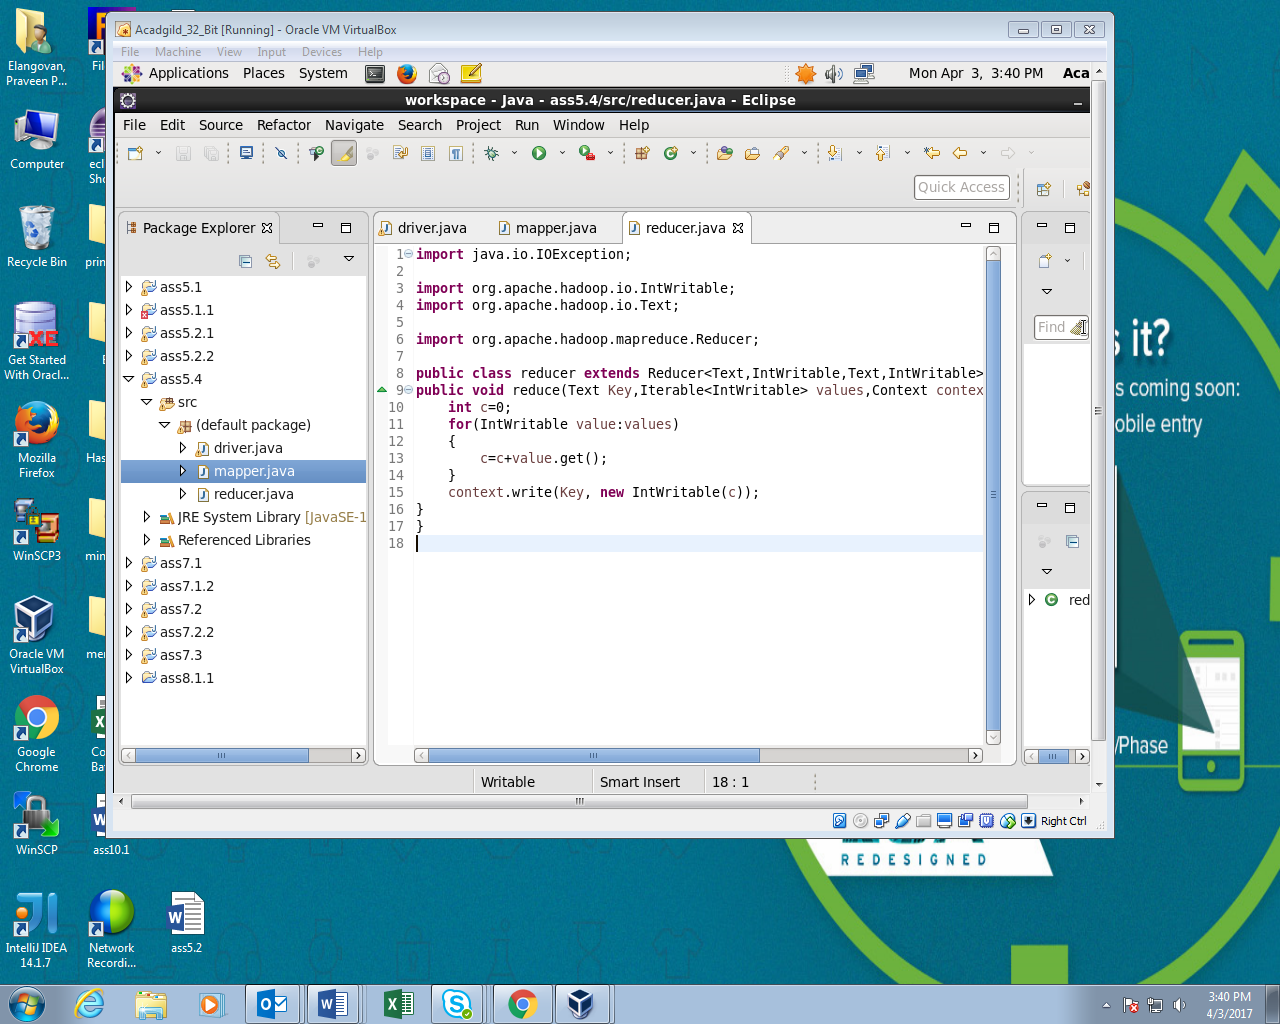 Acadgild_32_Bit [Running] - Oracle VM VirtualBox
File Machine View Input Devices Help
Applications Places System
Mon Apr 3, 3:40 PM Aca
workspace - Java - ass5.4/src/reducer.java - Eclipse
File Edit Source Refactor Navigate Search Project Run Window Help
Quick Access
Package Explorer
ass5.1
ass5.1.1
ass5.2.1
ass5.2.2
ass5.4
src
(default package)
driver.java
mapper.java
reducer.java
JRE System Library [JavaSE-1
Referenced Libraries
ass7.1
ass7.1.2
ass7.2
ass7.2.2
ass7.3
ass8.1.1
driver.java mapper.java reducer.java
1 import java.io.IOException;
2
3 import org.apache.hadoop.io.IntWritable;
4 import org.apache.hadoop.io.Text;
5
6 import org.apache.hadoop.mapreduce.Reducer;
7
8 public class reducer extends Reducer<Text,IntWritable,Text,IntWritable>
9 public void reduce(Text Key,Iterable<IntWritable> values,Context contex
10 int c=0;
11 for(IntWritable value:values)
12 {
13 c=c+value.get();
14 }
15 context.write(Key, new IntWritable(c));
16 }
17 }
18
Find
red
Writable Smart Insert 18 : 1
Right Ctrl
Elangovan,
Praveen P...
Computer
Recycle Bin
Get Started
With Oracl...
Mozilla
Firefox
WinSCP3
Oracle VM
VirtualBox
Google
Chrome
WinSCP
IntelliJ IDEA
14.1.7
Fil
ecl
Sho
prin
E
Has
min
mer
Co
Bat
ass10.1
Network
Recordi...
ass5.2
s it?
s coming soon:
obile entry
/Phase
REDESIGNED
3:40 PM
4/3/2017